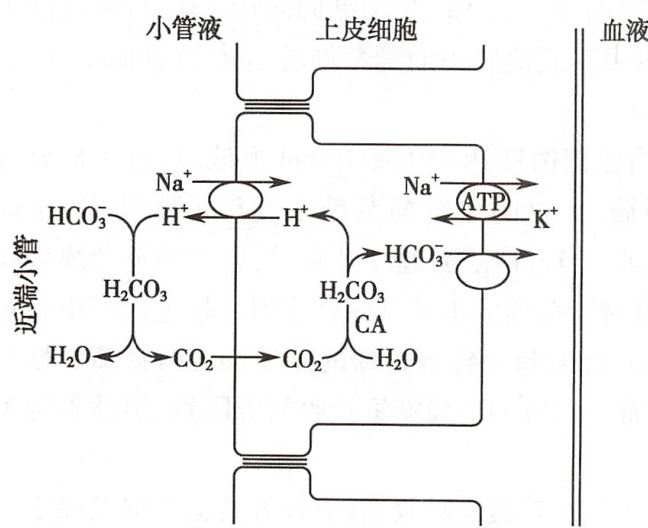 小管液 上皮细胞 血液
Na⁺ Na⁺ ATP
HCO₃⁻ H⁺ H⁺ K⁺
HCO₃⁻
H₂CO₃ H₂CO₃
CA
H₂O CO₂ CO₂ H₂O
近端小管